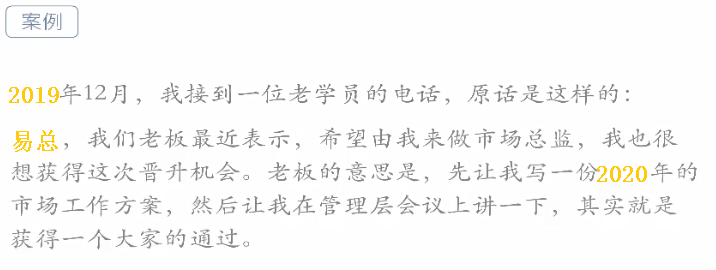 案例
2019年12月，我接到一位老学员的电话，原话是这样的：
易总，我们老板最近表示，希望由我来做市场总监，我也很
想获得这次晋升机会。老板的意思是，先让我写一份2020年的
市场工作方案，然后让我在管理层会议上讲一下，其实就是
获得一个大家的通过。